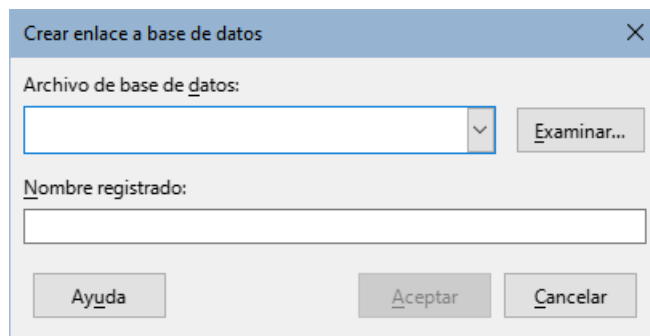 Crear enlace a base de datos
Archivo de base de datos:
Examinar...
Nombre registrado:
Ayuda
Aceptar
Cancelar